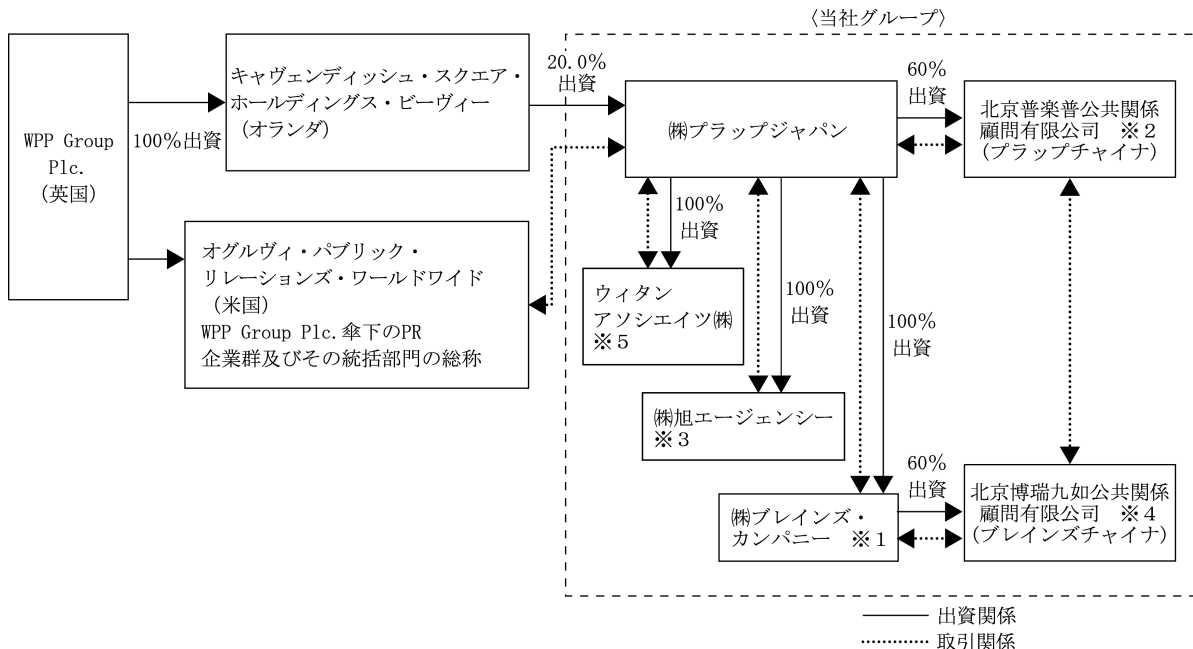 〈当社グループ〉
WPP Group
Plc.
(英国)
100%出資
キャヴェンディッシュ・スクエア・
ホールディングス・ビーヴィー
(オランダ)
20.0%
出資
㈱プラップジャパン
60%
出資
北京普楽普公共関係
顧問有限公司 ※2
(プラップチャイナ)
オグルヴィ・パブリック・
リレーションズ・ワールドワイド
(米国)
WPP Group Plc.傘下のPR
企業群及びその統括部門の総称
100%
出資
ウィタン
アソシエイツ㈱
※5
100%
出資
100%
出資
㈱旭エージェンシー
※3
㈱ブレインズ・
カンパニー ※1
60%
出資
北京博瑞九如公共関係
顧問有限公司 ※4
(ブレインズチャイナ)
出資関係
取引関係